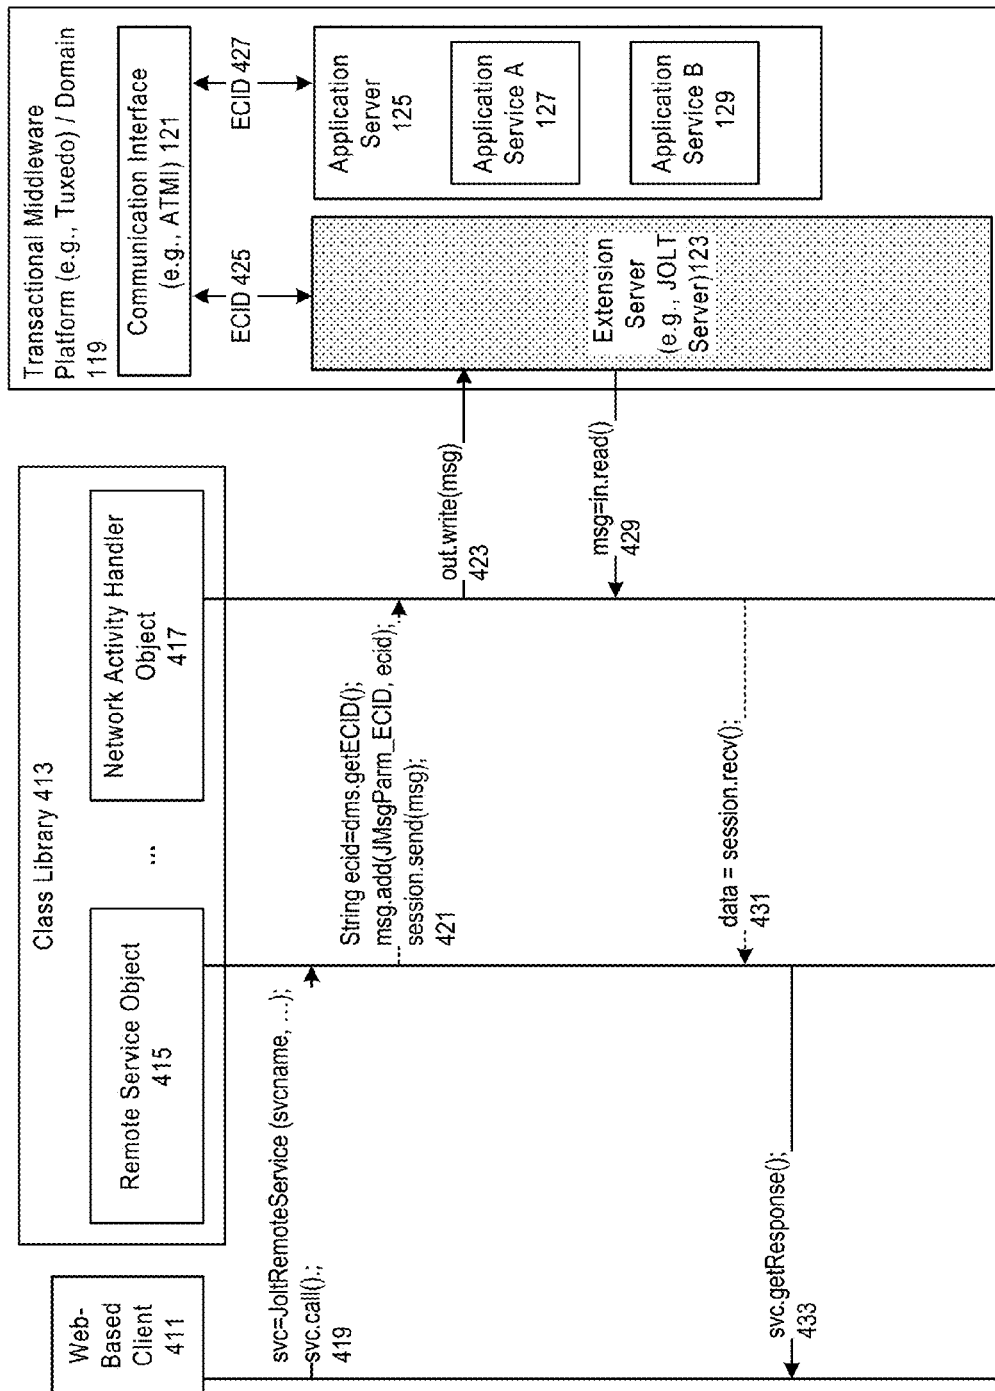 Web-
Based
Client
411
Class Library 413
Remote Service Object
415
...
Network Activity Handler
Object
417
Transactional Middleware
Platform (e.g., Tuxedo) / Domain
119
Communication Interface
(e.g., ATMI) 121
ECID 425
ECID 427
Extension
Server
(e.g., JOLT
Server)123
Application
Server
125
Application
Service A
127
Application
Service B
129
svc=JoltRemoteService (svcname, ...);
svc.call().;
419
String ecid=dms.getECID();
msg.add(JMsgParm_ECID, ecid);
session.send(msg);
421
out.write(msg)
423
msg=in.read()
429
data = session.recv();
431
svc.getResponse();
433